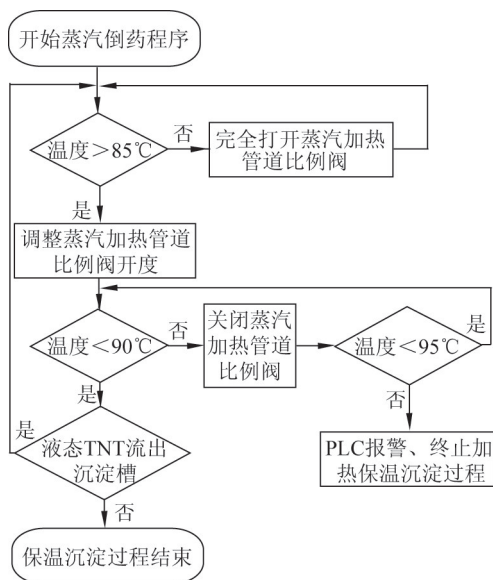 开始蒸汽倒药程序
温度＞85℃
否
完全打开蒸汽加热
管道比例阀
是
调整蒸汽加热管道
比例阀开度
温度＜90℃
否
关闭蒸汽
加热管道
比例阀
温度＜95℃
是
是
否
是
液态TNT流出
沉淀槽
PLC报警、终止加
热保温沉淀过程
否
保温沉淀过程结束